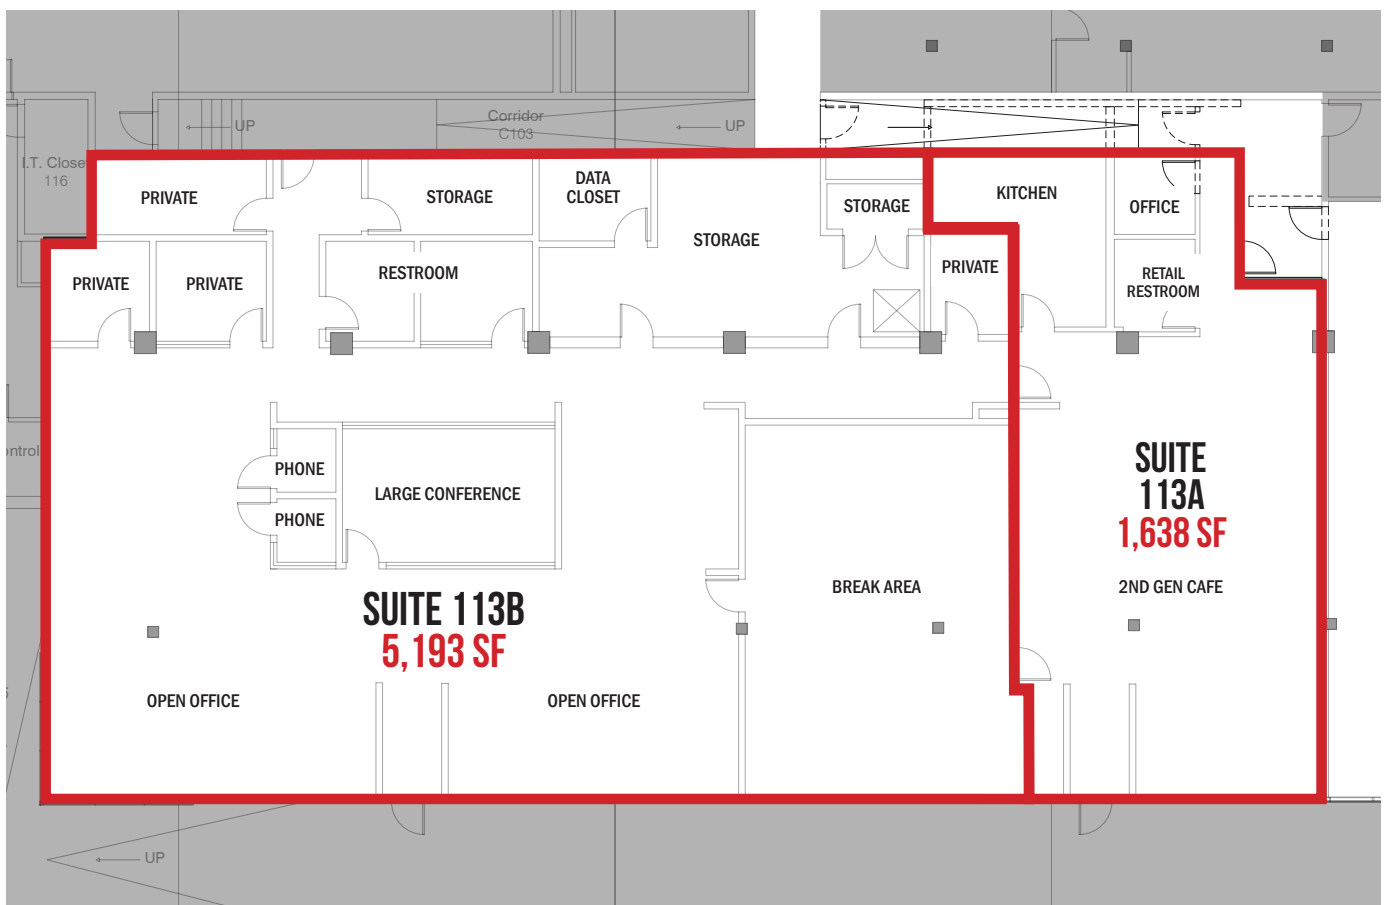 Corridor
C103
UP
UP
I.T. Close
116
PRIVATE
STORAGE
DATA
CLOSET
STORAGE
KITCHEN
OFFICE
STORAGE
PRIVATE
PRIVATE
RESTROOM
PRIVATE
RETAIL
RESTROOM
ontrol
PHONE
LARGE CONFERENCE
PHONE
SUITE
113A
1,638 SF
BREAK AREA
2ND GEN CAFE
SUITE 113B
5,193 SF
OPEN OFFICE
OPEN OFFICE
UP